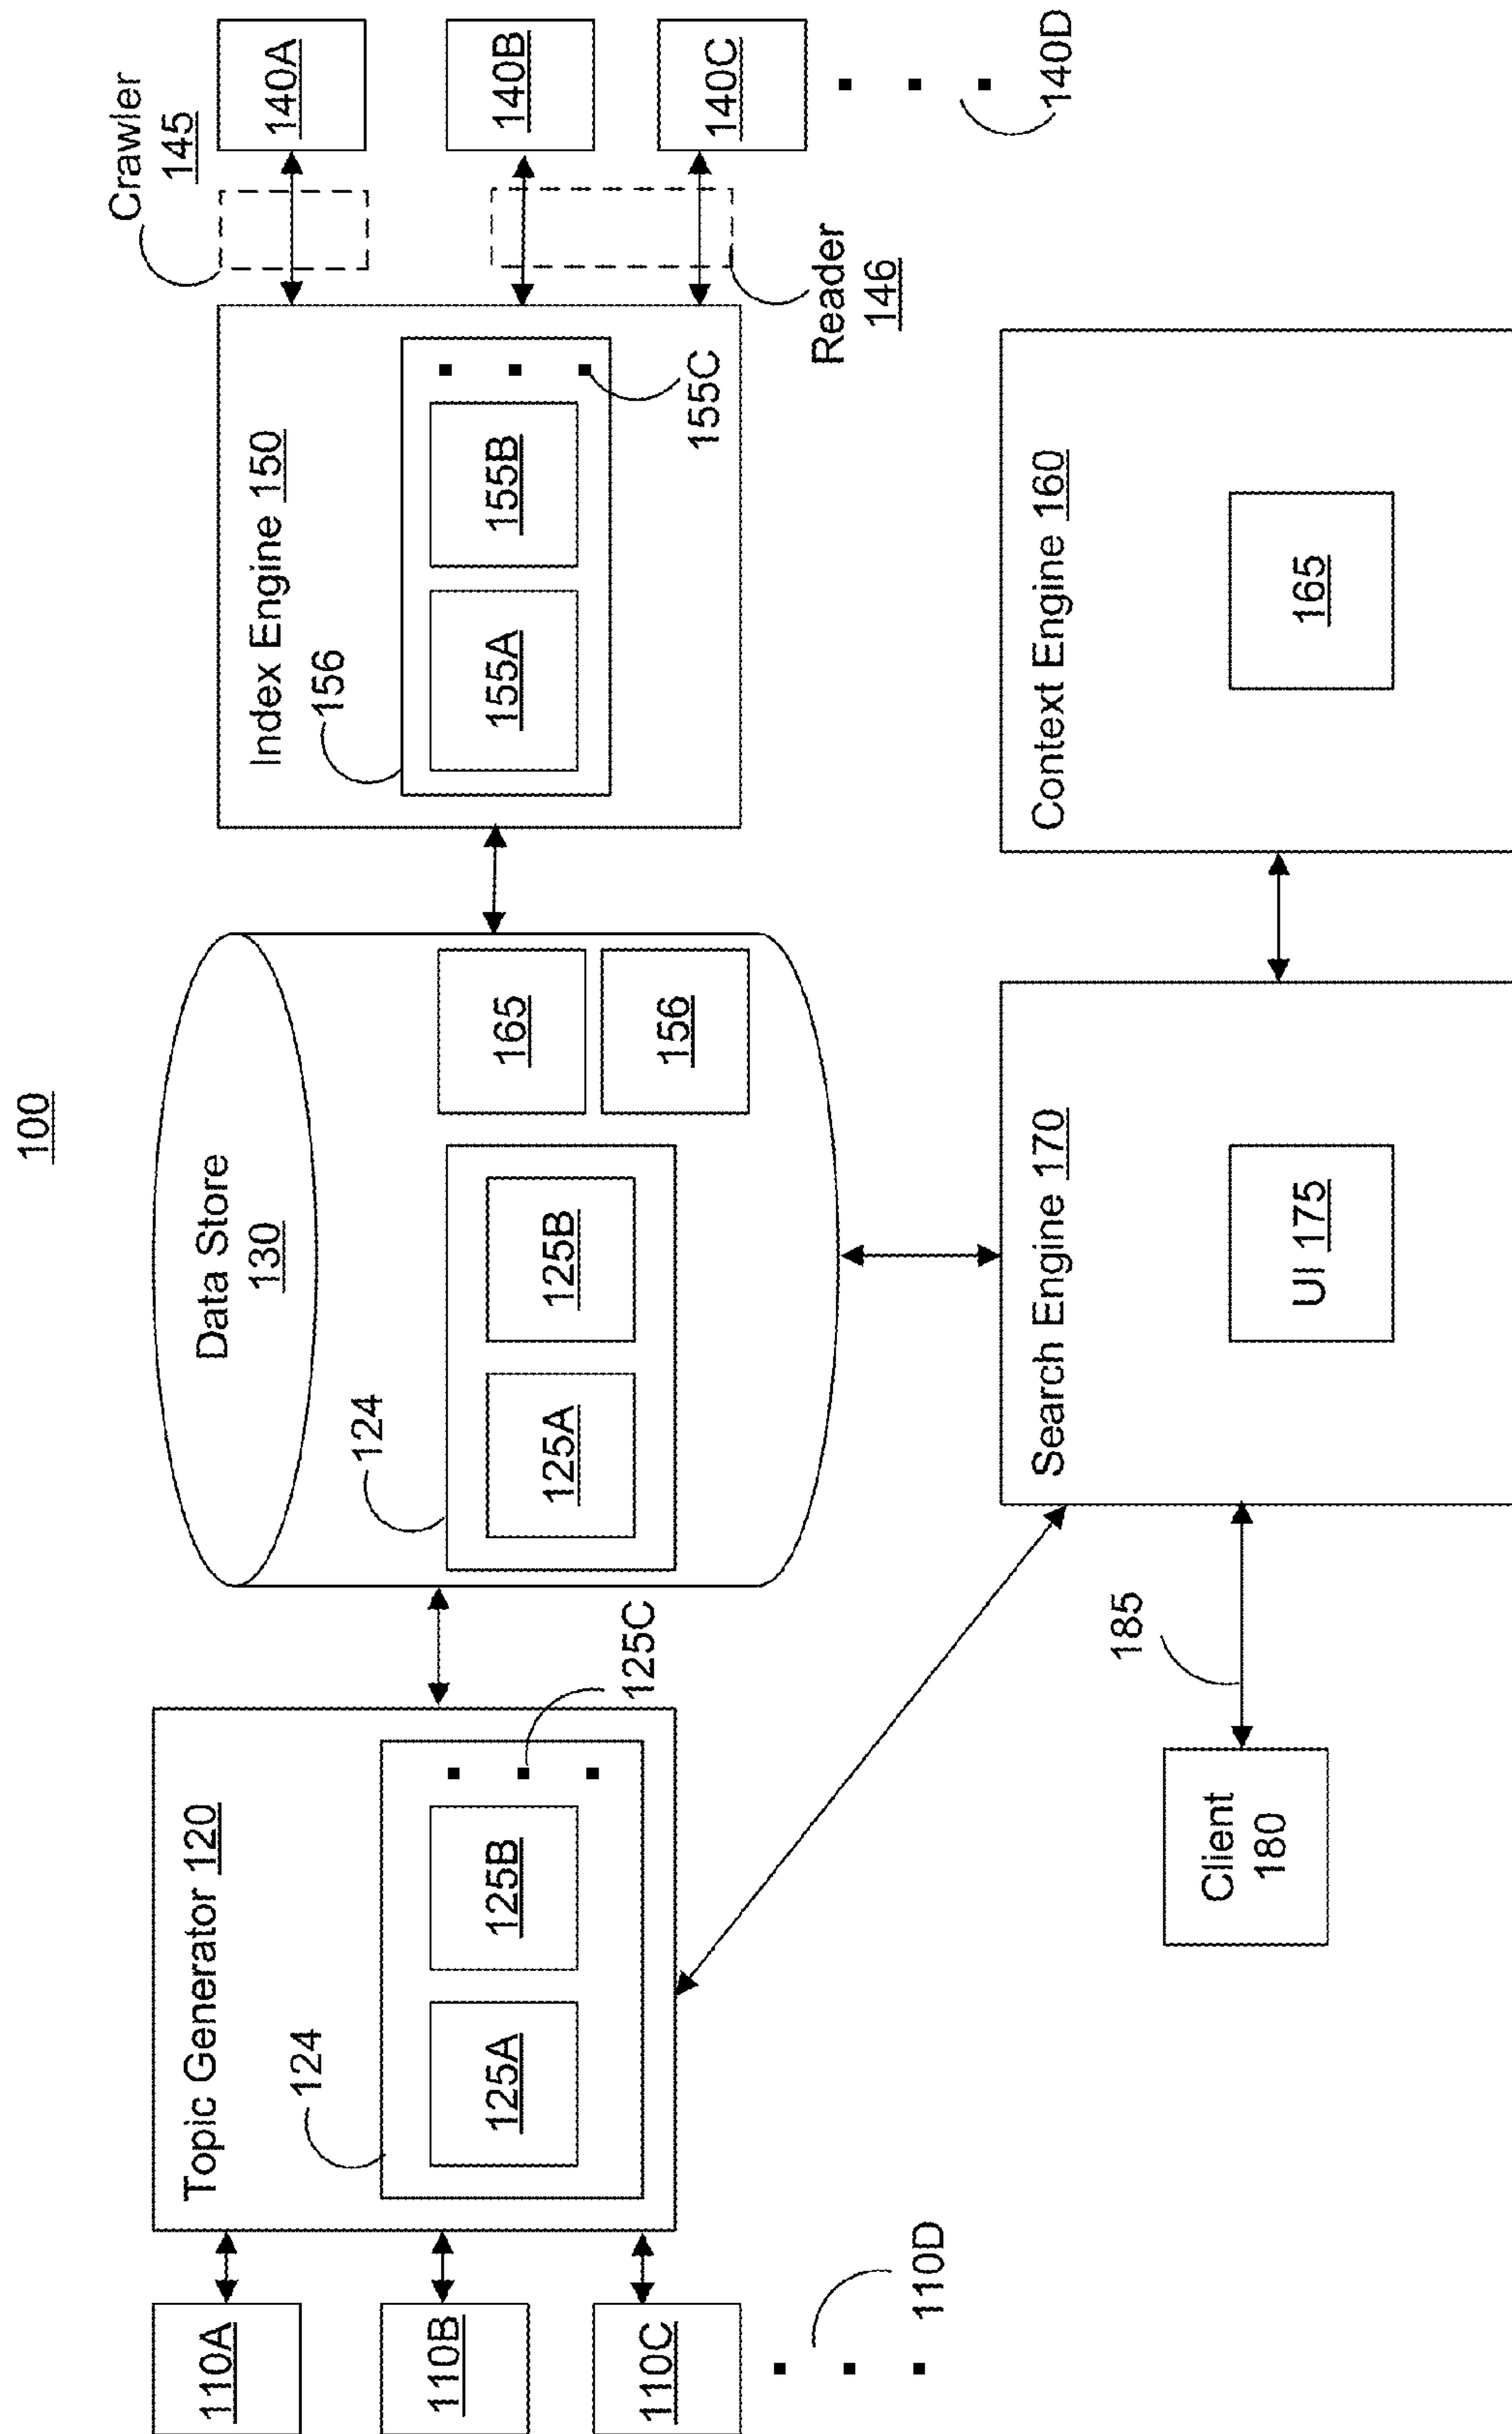 100
Data Store
130
Topic Generator 120
Index Engine 150
Crawler
145
110A
110B
110C
110D
124
125A
125B
125C
124
125A
125B
165
156
156
155A
155B
155C
140A
140B
140C
140D
Reader
146
Client
180
185
Search Engine 170
UI 175
Context Engine 160
165